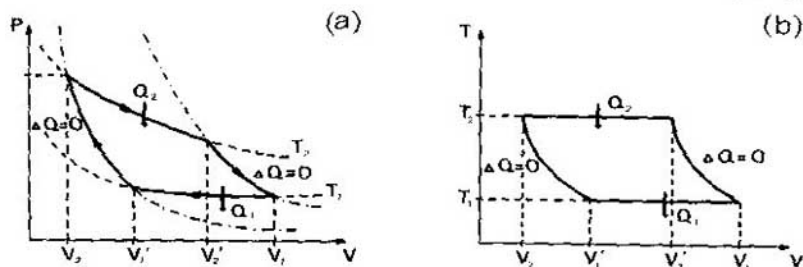 P
(a)
Q₂
ΔQ=0
T₂
ΔQ=0
T₁
Q₁
V₂ V₁' V₂' V₁ V
T
(b)
T₂
Q₂
ΔQ=0
ΔQ=0
T₁
Q₁
V₂ V₁' V₂' V₁ V